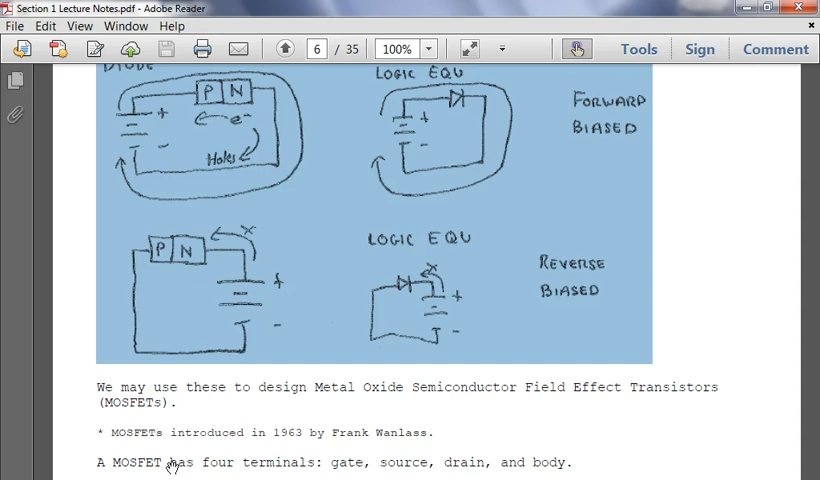 Section 1 Lecture Notes.pdf - Adobe Reader
File Edit View Window Help
6 / 35 100% Tools Sign Comment
DIODE LOGIC EQU
P N
+ +
FORWARD
BIASED
e-
- -
Holes
x
P N
LOGIC EQU
REVERSE
BIASED
x
+ +
- -
We may use these to design Metal Oxide Semiconductor Field Effect Transistors
(MOSFETs).
* MOSFETs introduced in 1963 by Frank Wanlass.
A MOSFET has four terminals: gate, source, drain, and body.